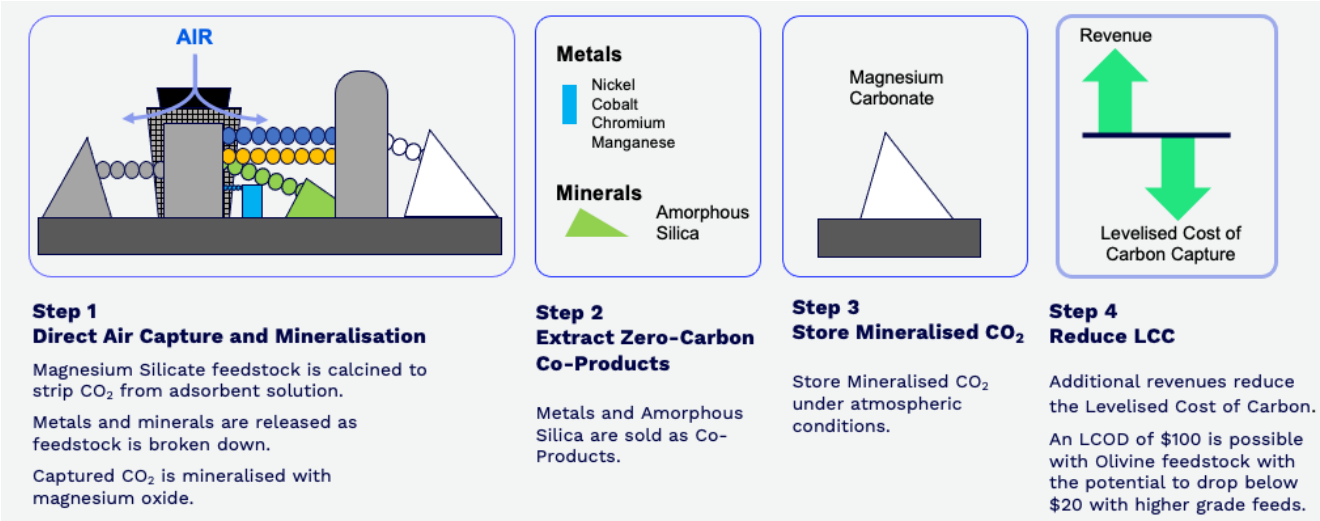 AIR
Metals
Nickel
Cobalt
Chromium
Manganese
Minerals
Amorphous
Silica
Magnesium
Carbonate
Revenue
Levelised Cost of
Carbon Capture
Step 1
Direct Air Capture and Mineralisation
Magnesium Silicate feedstock is calcined to
strip CO₂ from adsorbent solution.
Metals and minerals are released as
feedstock is broken down.
Captured CO₂ is mineralised with
magnesium oxide.
Step 2
Extract Zero-Carbon
Co-Products
Metals and Amorphous
Silica are sold as Co-
Products.
Step 3
Store Mineralised CO₂
Store Mineralised CO₂
under atmospheric
conditions.
Step 4
Reduce LCC
Additional revenues reduce
the Levelised Cost of Carbon.
An LCOD of $100 is possible
with Olivine feedstock with
the potential to drop below
$20 with higher grade feeds.